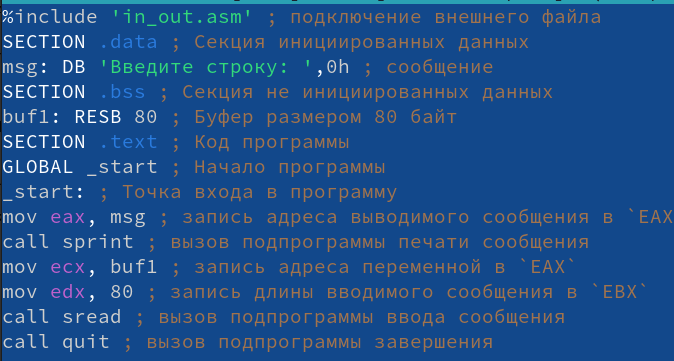 %include 'in_out.asm' ; подключение внешнего файла
SECTION .data ; Секция инициированных данных
msg: DB 'Введите строку: ',0h ; сообщение
SECTION .bss ; Секция не инициированных данных
buf1: RESB 80 ; Буфер размером 80 байт
SECTION .text ; Код программы
GLOBAL _start ; Начало программы
_start: ; Точка входа в программу
mov eax, msg ; запись адреса выводимого сообщения в `EAX
call sprint ; вызов подпрограммы печати сообщения
mov ecx, buf1 ; запись адреса переменной в `EAX`
mov edx, 80 ; запись длины вводимого сообщения в `EBX`
call sread ; вызов подпрограммы ввода сообщения
call quit ; вызов подпрограммы завершения